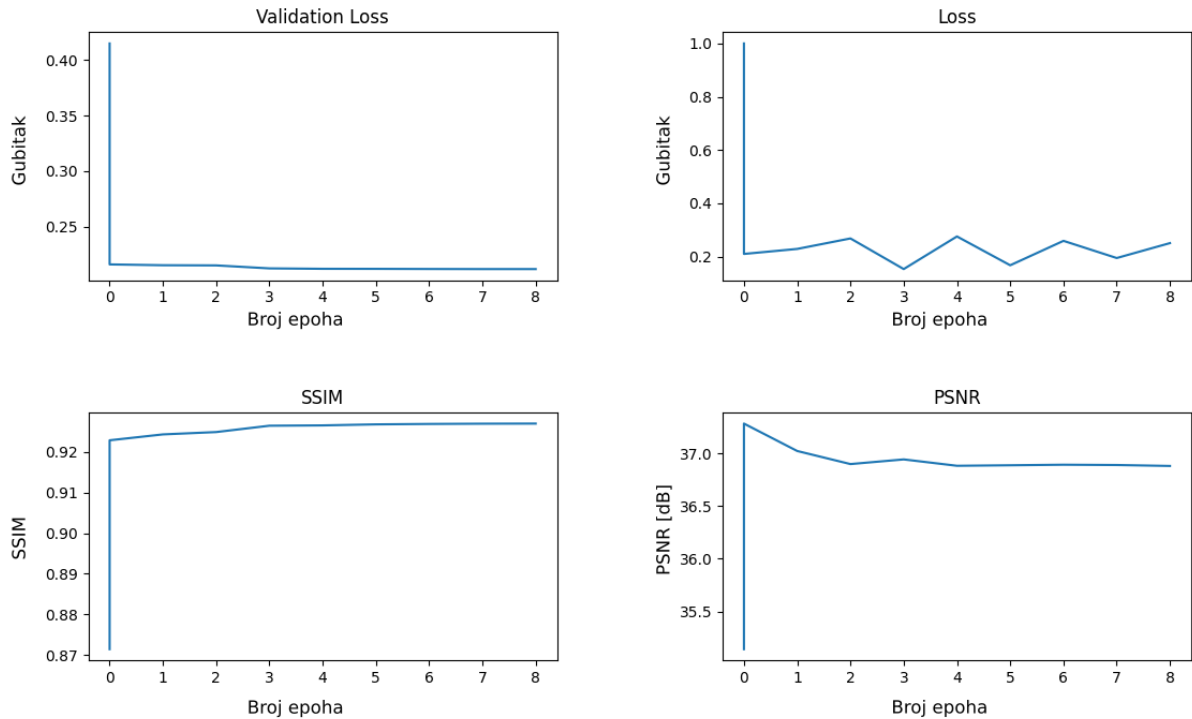 Validation Loss
Gubitak
0.40
0.35
0.30
0.25
0 1 2 3 4 5 6 7 8
Broj epoha
Loss
Gubitak
1.0
0.8
0.6
0.4
0.2
0 1 2 3 4 5 6 7 8
Broj epoha
SSIM
SSIM
0.92
0.91
0.90
0.89
0.88
0.87
0 1 2 3 4 5 6 7 8
Broj epoha
PSNR
PSNR [dB]
37.0
36.5
36.0
35.5
0 1 2 3 4 5 6 7 8
Broj epoha